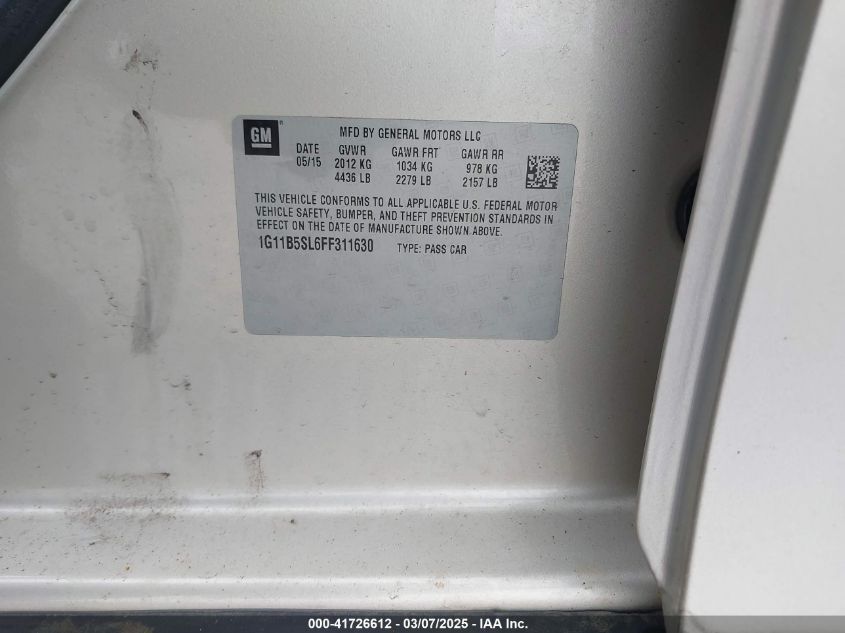 GM
MFD BY GENERAL MOTORS LLC
DATE GVWR GAWR FRT GAWR RR
05/15 2012 KG 1034 KG 978 KG
4436 LB 2279 LB 2157 LB
THIS VEHICLE CONFORMS TO ALL APPLICABLE U.S. FEDERAL MOTOR
VEHICLE SAFETY, BUMPER, AND THEFT PREVENTION STANDARDS IN
EFFECT ON THE DATE OF MANUFACTURE SHOWN ABOVE.
1G11B5SL6FF311630 TYPE: PASS CAR
000-41726612 - 03/07/2025 - IAA Inc.